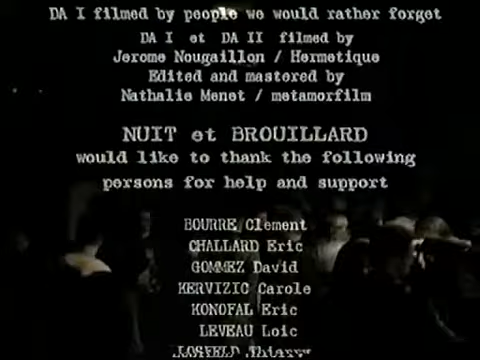 DA I filmed by people we would rather forget
DA I et DA II filmed by
Jerome Nougaillon / Hermetique
Edited and mastered by
Nathalie Menet / metamorfilm
NUIT et BROUILLARD
would like to thank the following
persons for help and support
BOURRE Clement
CHALLARD Eric
GOMMEZ David
KERVIZIC Carole
KONOFAL Eric
LEVEAU Loic
LOSFELD Thierry